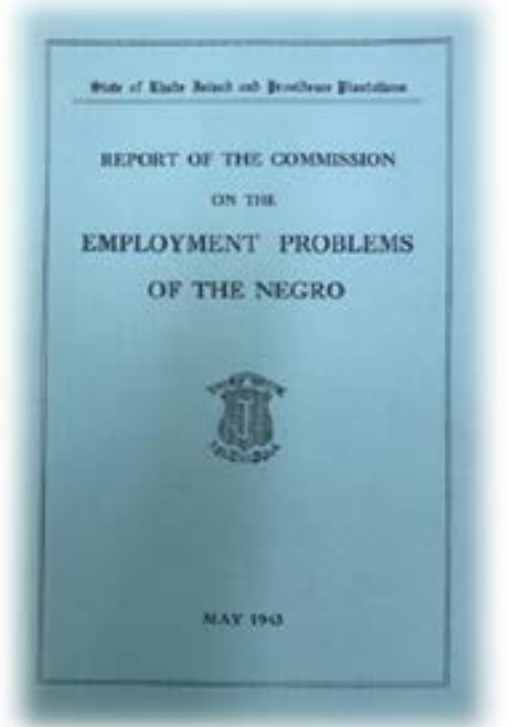 State of Rhode Island and Providence Plantations
REPORT OF THE COMMISSION
ON THE
EMPLOYMENT PROBLEMS
OF THE NEGRO
MAY 1943